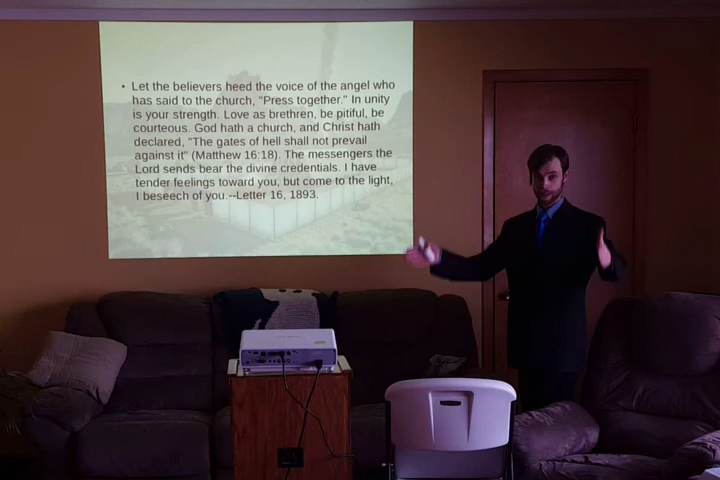 • Let the believers heed the voice of the angel who
has said to the church, "Press together." In unity
is your strength. Love as brethren, be pitiful, be
courteous. God hath a church, and Christ hath
declared, "The gates of hell shall not prevail
against it" (Matthew 16:18). The messengers the
Lord sends bear the divine credentials. I have
tender feelings toward you, but come to the light,
I beseech of you.--Letter 16, 1893.